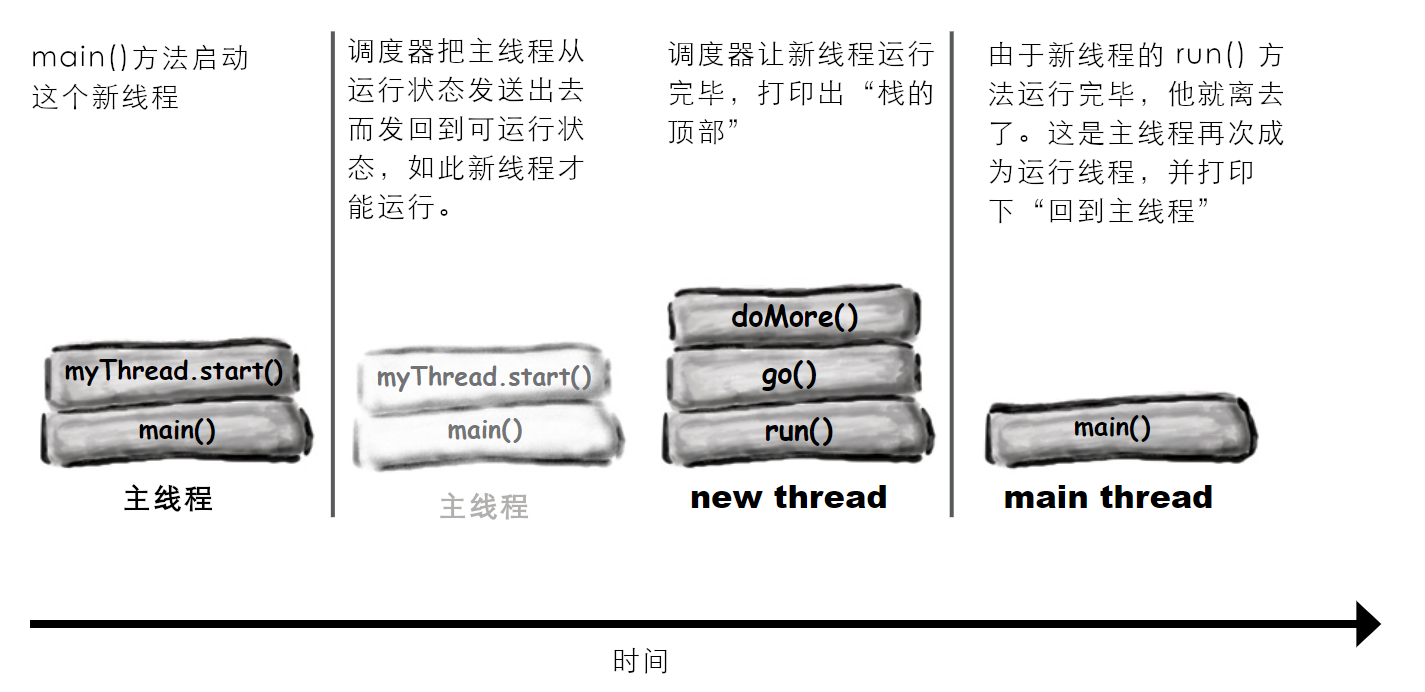 main()方法启动
这个新线程
调度器把主线程从
运行状态发送出去
而发回到可运行状
态，如此新线程才
能运行。
调度器让新线程运行
完毕，打印出“栈的
顶部”
由于新线程的 run() 方
法运行完毕，他就离去
了。这是主线程再次成
为运行线程，并打印
下“回到主线程”
myThread.start()
main()
主线程
myThread.start()
main()
主线程
doMore()
go()
run()
new thread
main()
main thread
时间